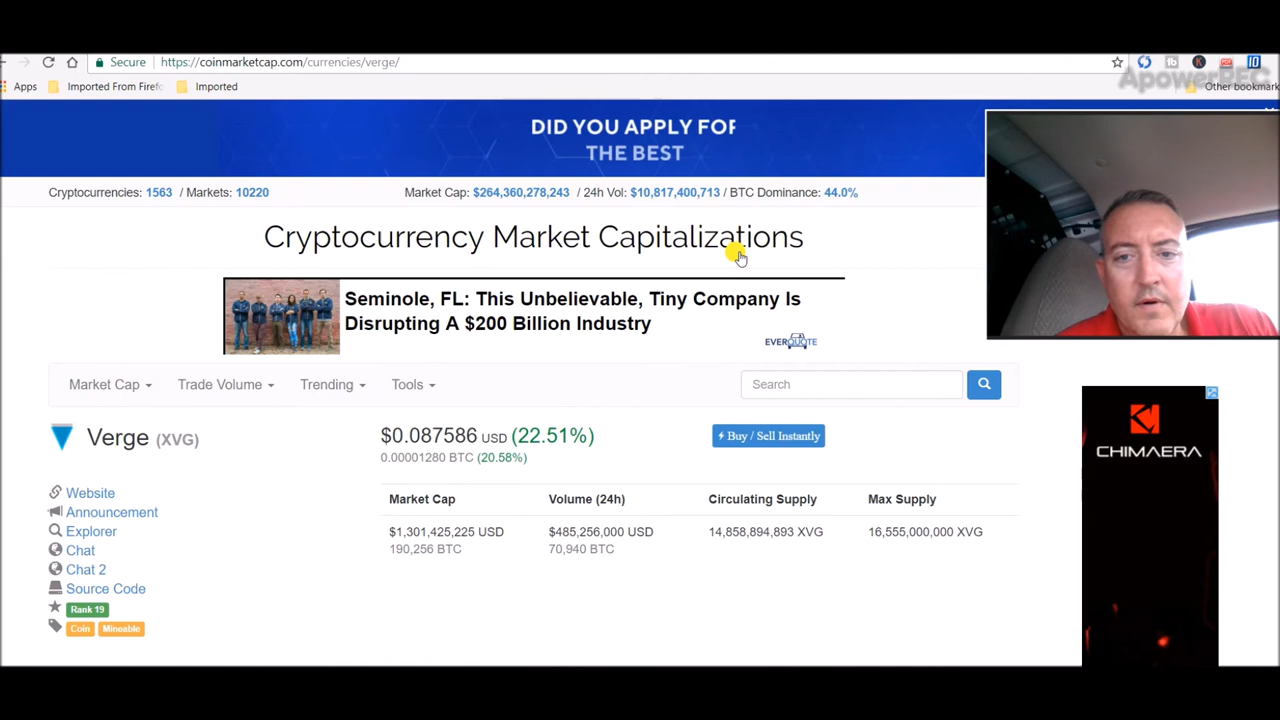 Secure
https://coinmarketcap.com/currencies/verge/
ApowerREC
Apps
Imported From Firef
Imported
Other bookmark
DID YOU APPLY FOR
THE BEST
Cryptocurrencies: 1563 / Markets: 10220
Market Cap: $264,360,278,243 / 24h Vol: $10,817,400,713 / BTC Dominance: 44.0%
Cryptocurrency Market Capitalizations
Seminole, FL: This Unbelievable, Tiny Company Is
Disrupting A $200 Billion Industry
EVERQUOTE
Market Cap
Trade Volume
Trending
Tools
Search
Verge (XVG)
$0.087586 USD (22.51%)
0.00001280 BTC (20.58%)
Buy / Sell Instantly
Website
Announcement
Explorer
Chat
Chat 2
Source Code
Rank 19
Coin Mineable
Market Cap
Volume (24h)
Circulating Supply
Max Supply
$1,301,425,225 USD
$485,256,000 USD
14,858,894,893 XVG
16,555,000,000 XVG
190,256 BTC
70,940 BTC
CHIMAERA